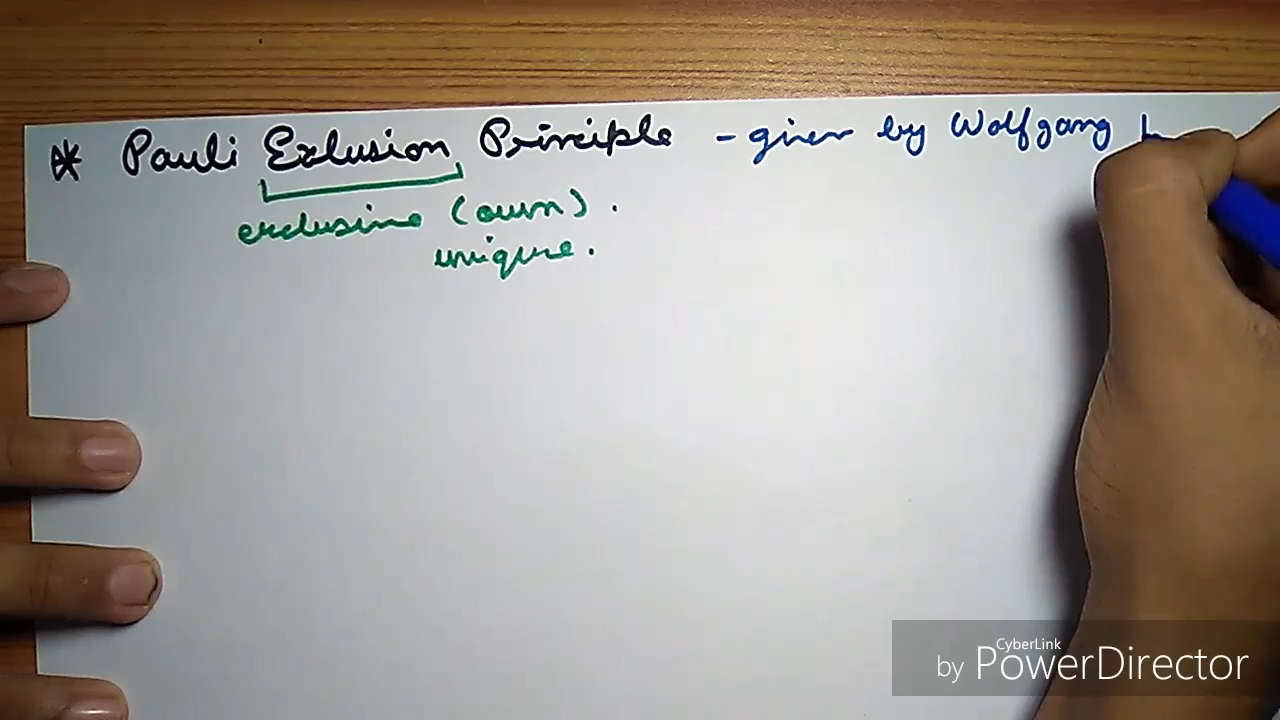 * Pauli Exlusion Principle - given by Wolfgang
exclusive (own) .
unique .
CyberLink
by PowerDirector